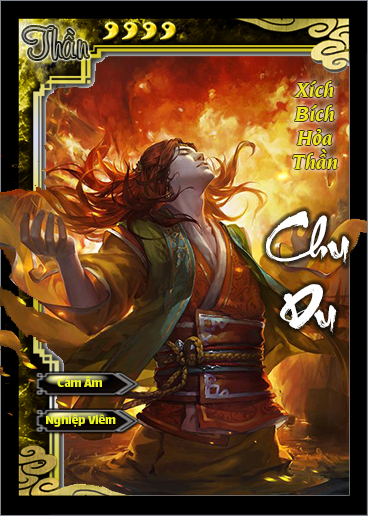 Thần
Xích
Bích
Hỏa
Thần
Chu
Du
Cầm Âm
Nghiệp Viêm